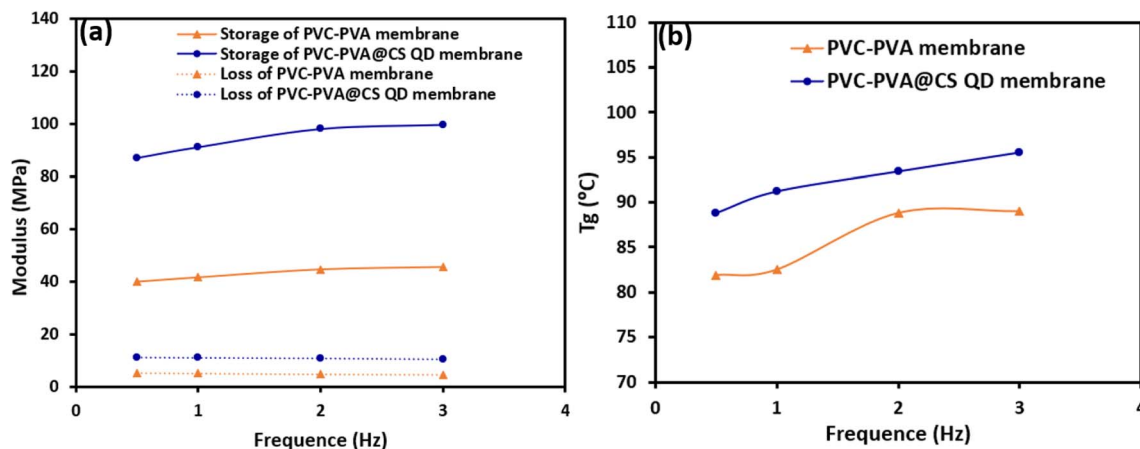 (a)
Storage of PVC-PVA membrane
Storage of PVC-PVA@CS QD membrane
Loss of PVC-PVA membrane
Loss of PVC-PVA@CS QD membrane
Modulus (MPa)
140
120
100
80
60
40
20
0
0 1 2 3 4
Frequence (Hz)
(b)
PVC-PVA membrane
PVC-PVA@CS QD membrane
Tg (°C)
110
105
100
95
90
85
80
75
70
0 1 2 3 4
Frequence (Hz)